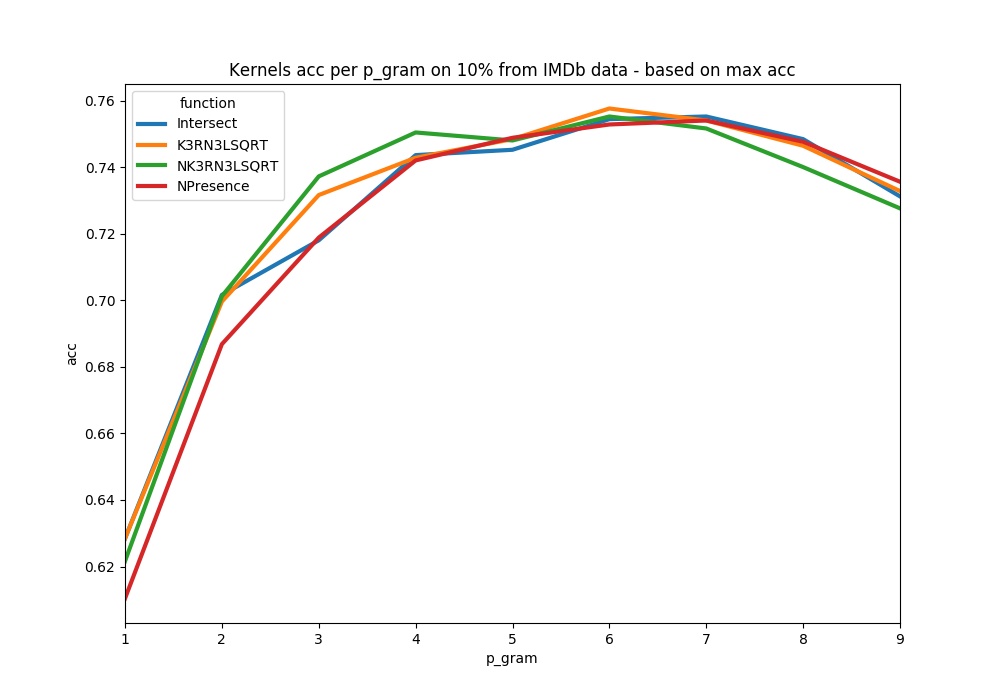 Kernels acc per p_gram on 10% from IMDb data - based on max acc
function
Intersect
K3RN3LSQRT
NK3RN3LSQRT
NPresence
0.76
0.74
0.72
0.70
0.68
0.66
0.64
0.62
acc
1 2 3 4 5 6 7 8 9
p_gram